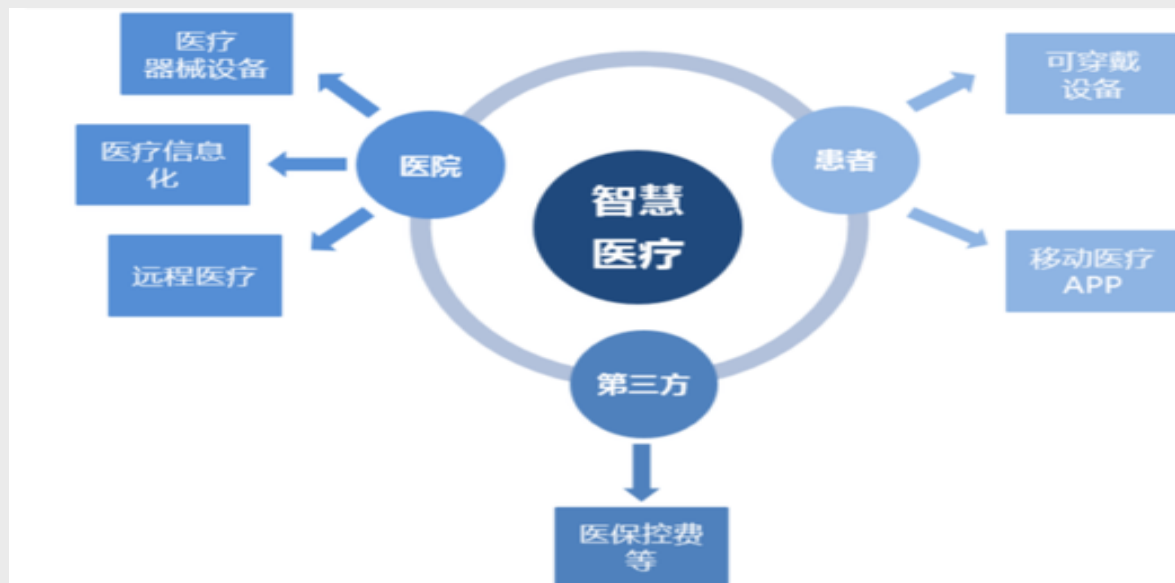 医疗
器械设备
可穿戴
设备
医疗信息
化
医院
患者
智慧
医疗
远程医疗
移动医疗
APP
第三方
医保控费
等